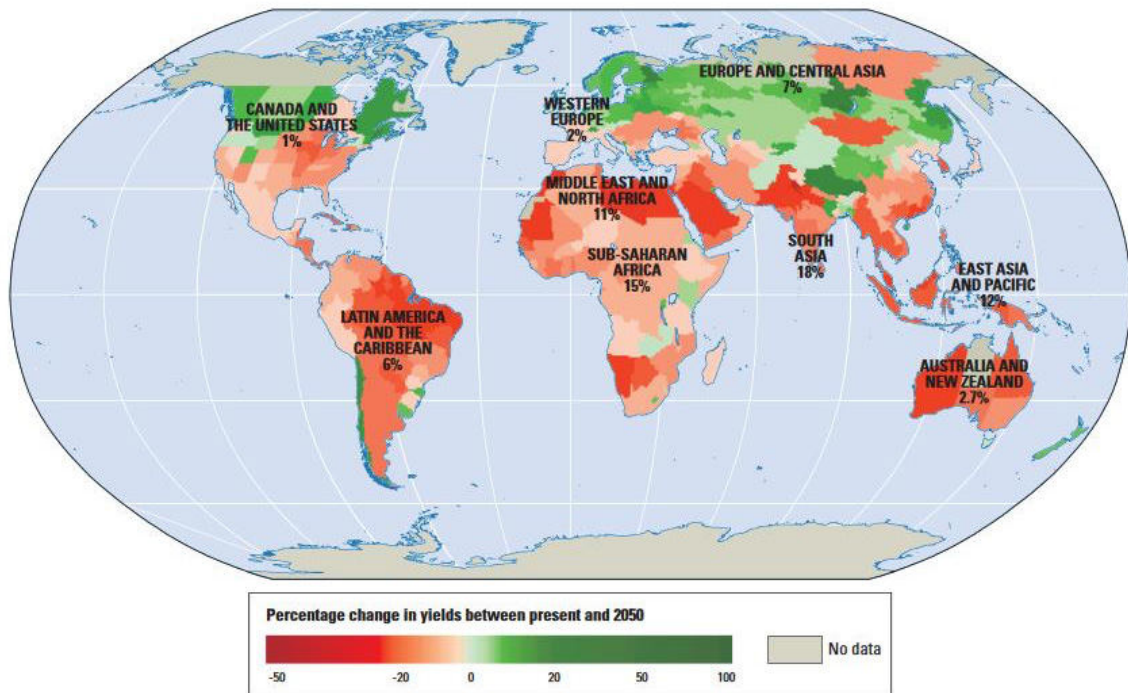 EUROPE AND CENTRAL ASIA
7%
CANADA AND
THE UNITED STATES
1%
WESTERN
EUROPE
2%
MIDDLE EAST AND
NORTH AFRICA
11%
SUB-SAHARAN
AFRICA
15%
SOUTH
ASIA
18%
EAST ASIA
AND PACIFIC
12%
LATIN AMERICA
AND THE
CARIBBEAN
6%
AUSTRALIA AND
NEW ZEALAND
2.7%
Percentage change in yields between present and 2050
-50 -20 0 20 50 100
No data